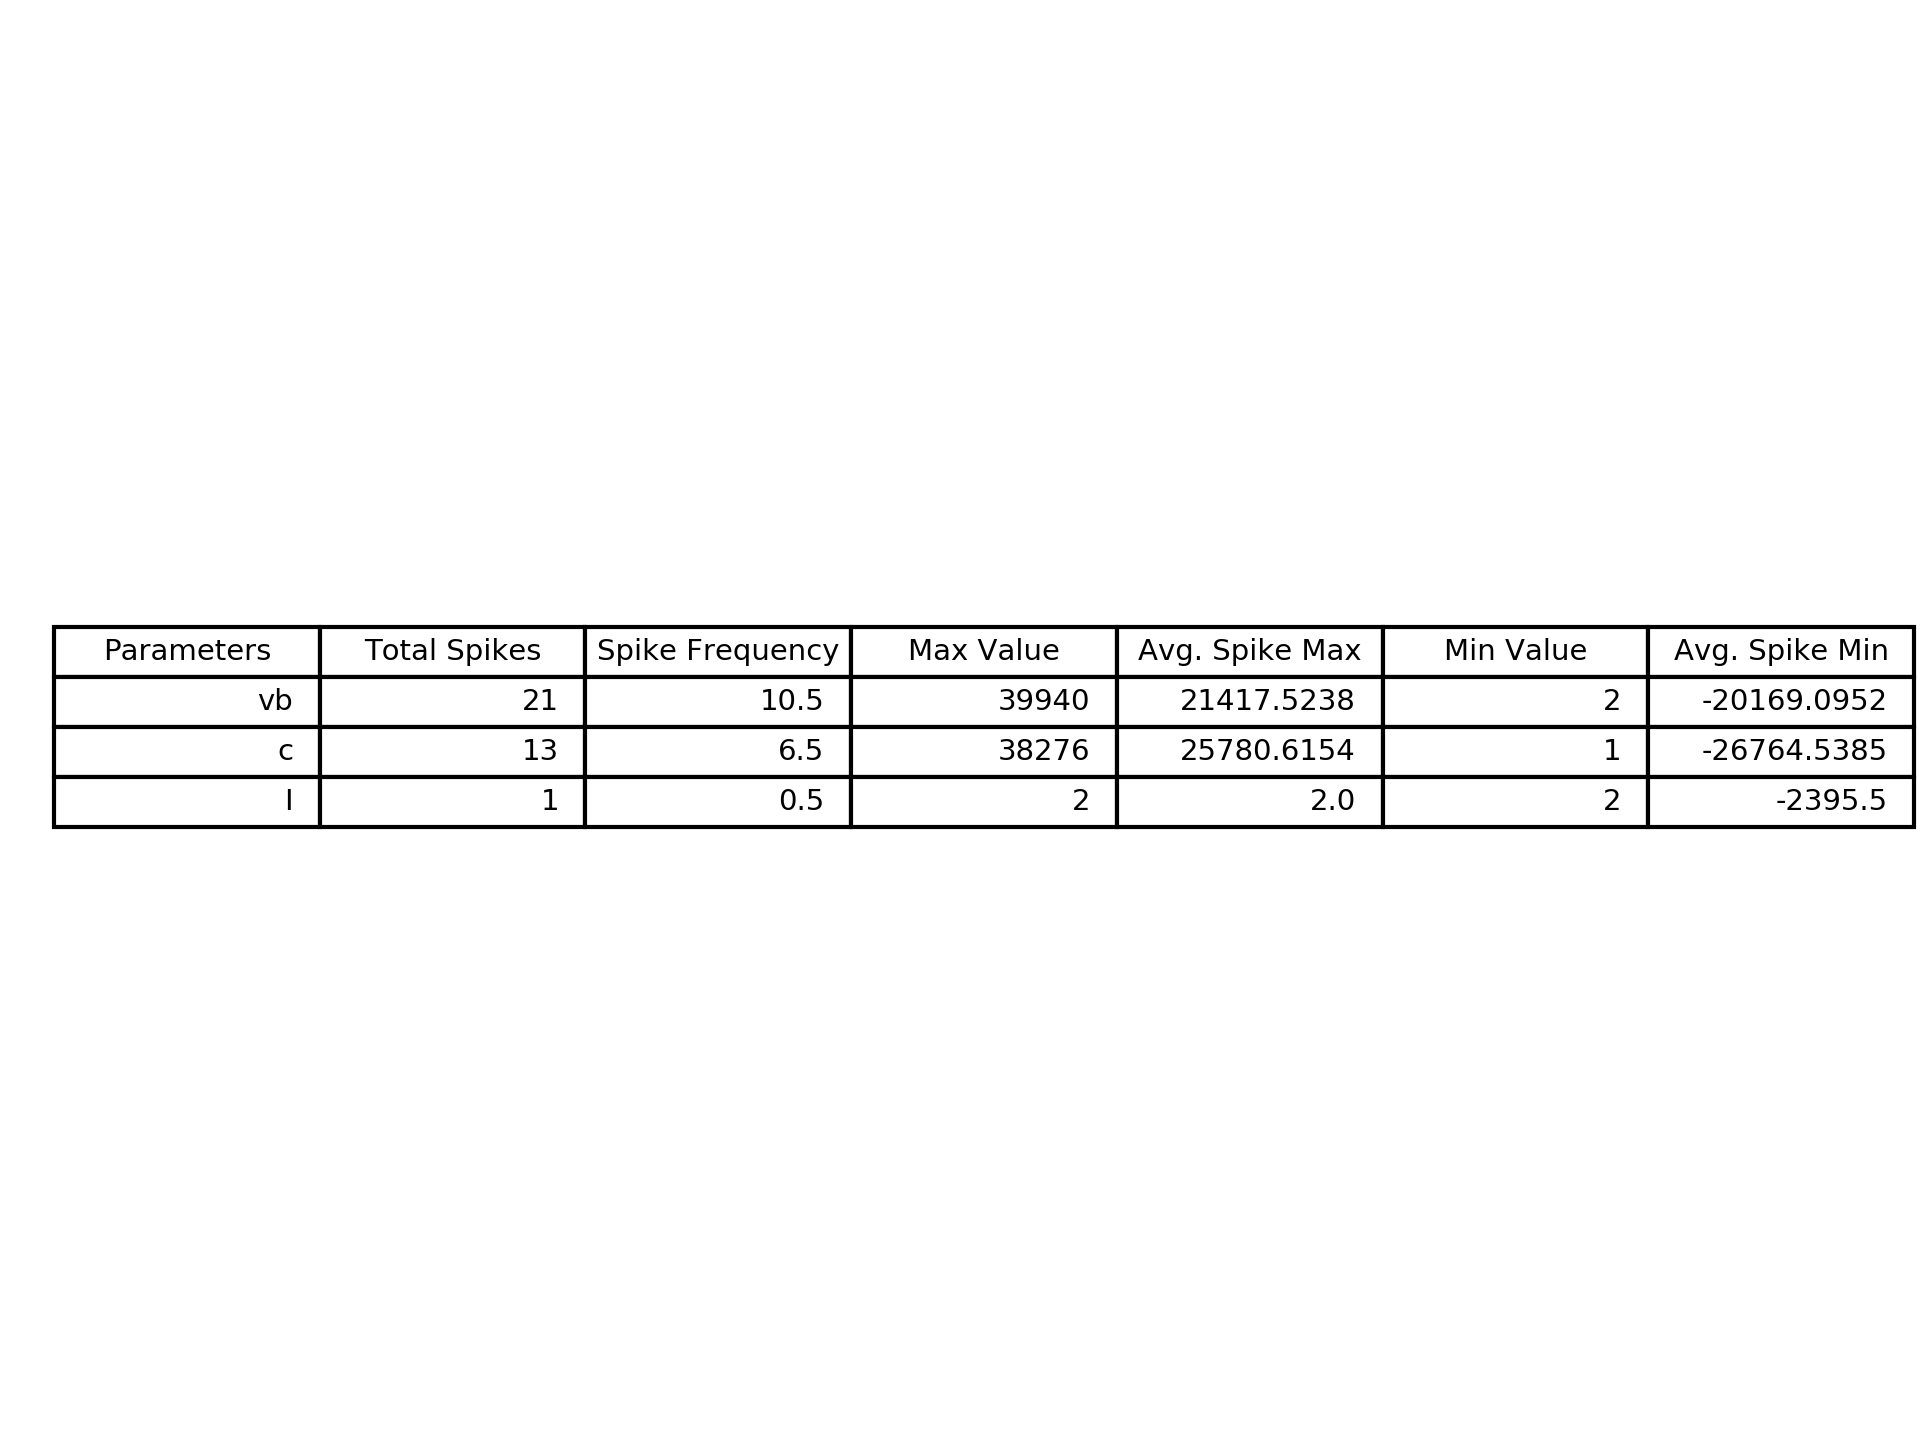 Parameters Total Spikes Spike Frequency Max Value Avg. Spike Max Min Value Avg. Spike Min
vb 21 10.5 39940 21417.5238 2 -20169.0952
c 13 6.5 38276 25780.6154 1 -26764.5385
I 1 0.5 2 2.0 2 -2395.5